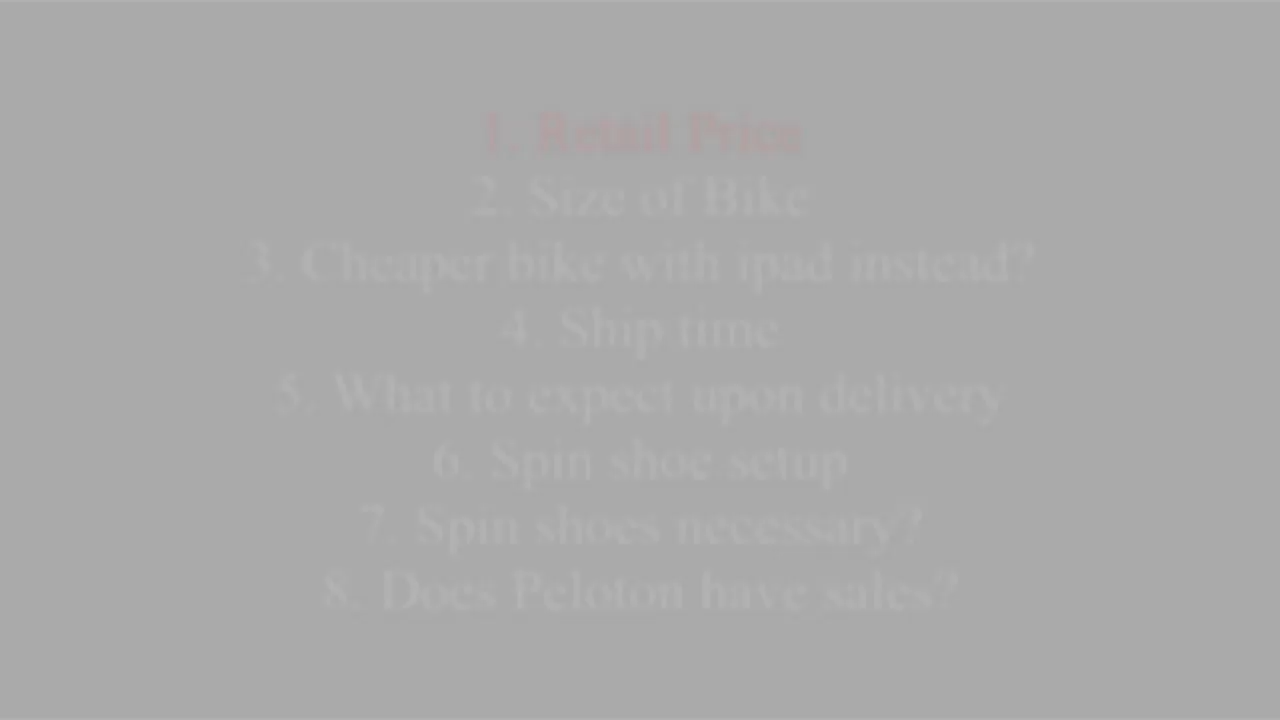 1. Retail Price
2. Size of Bike
3. Cheaper bike with ipad instead?
4. Ship time
5. What to expect upon delivery
6. Spin shoe setup
7. Spin shoes necessary?
8. Does Peloton have sales?